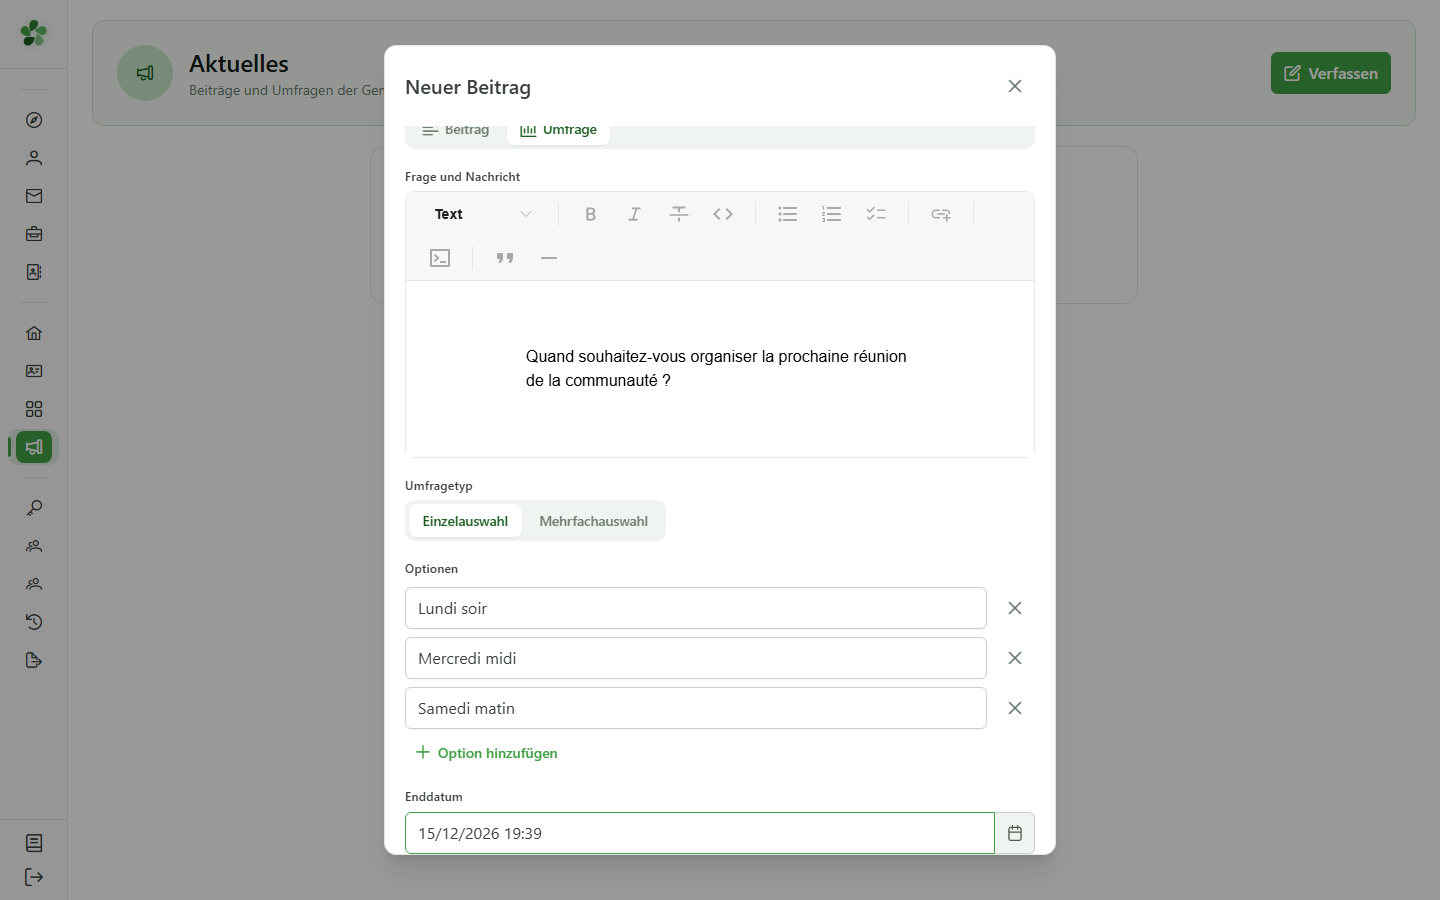 Aktuelles
Beiträge und Umfragen der Gen
Verfassen
Neuer Beitrag
Beitrag
Umfrage
Frage und Nachricht
Text
Quand souhaitez-vous organiser la prochaine réunion
de la communauté ?
Umfragetyp
Einzelauswahl
Mehrfachauswahl
Optionen
Lundi soir
Mercredi midi
Samedi matin
Option hinzufügen
Enddatum
15/12/2026 19:39